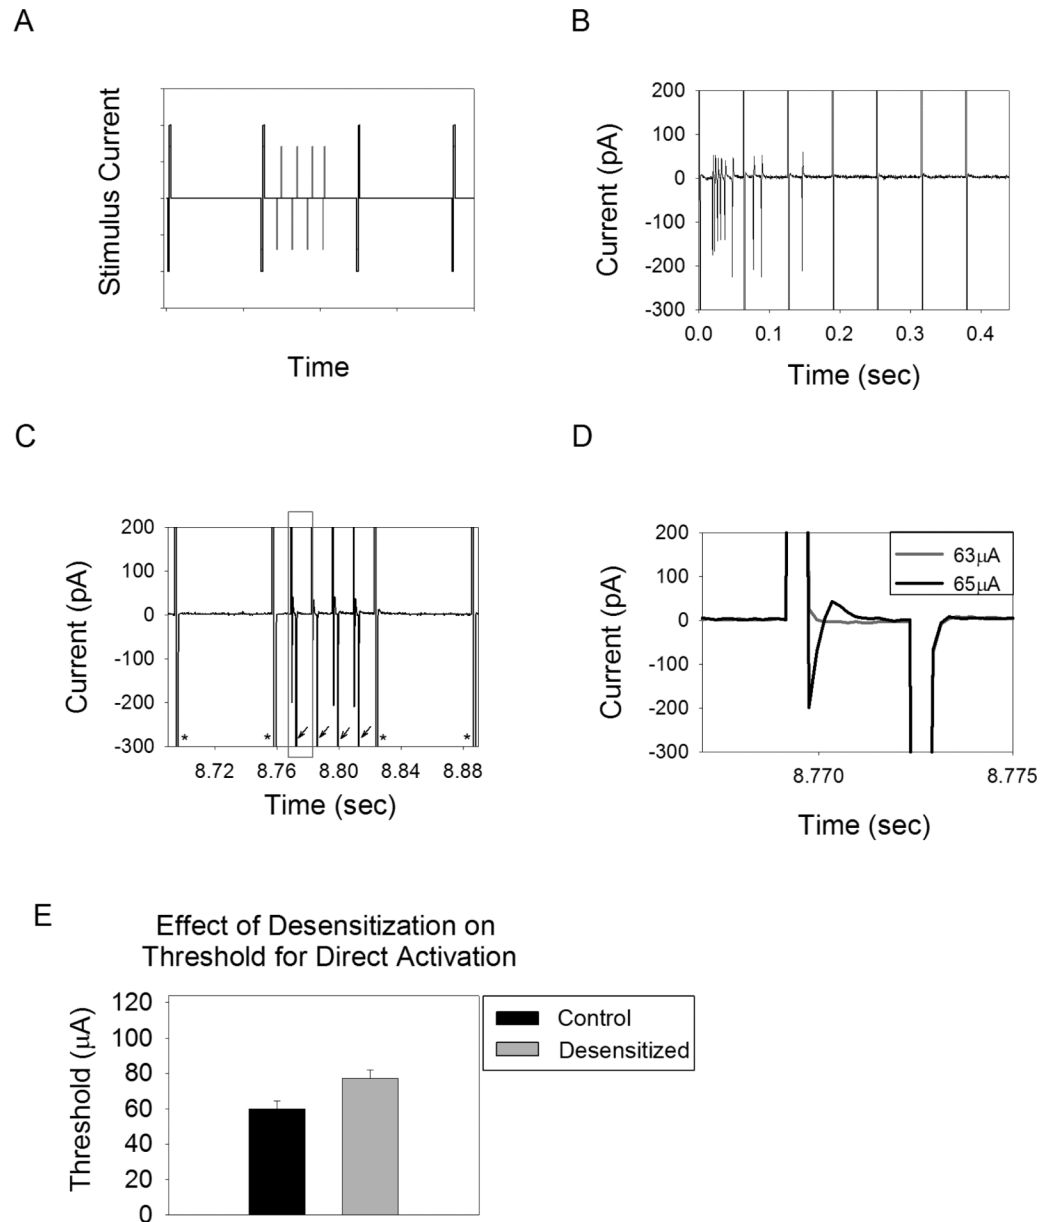 A
Stimulus Current
Time
B
Current (pA)
200
100
0
-100
-200
-300
0.0 0.1 0.2 0.3 0.4
Time (sec)
C
Current (pA)
200
100
0
-100
-200
-300
* * * *
8.72 8.76 8.80 8.84 8.88
Time (sec)
D
Current (pA)
200
100
0
-100
-200
-300
63μA
65μA
8.770 8.775
Time (sec)
E
Effect of Desensitization on
Threshold for Direct Activation
Threshold (μA)
120
100
80
60
40
20
0
Control
Desensitized